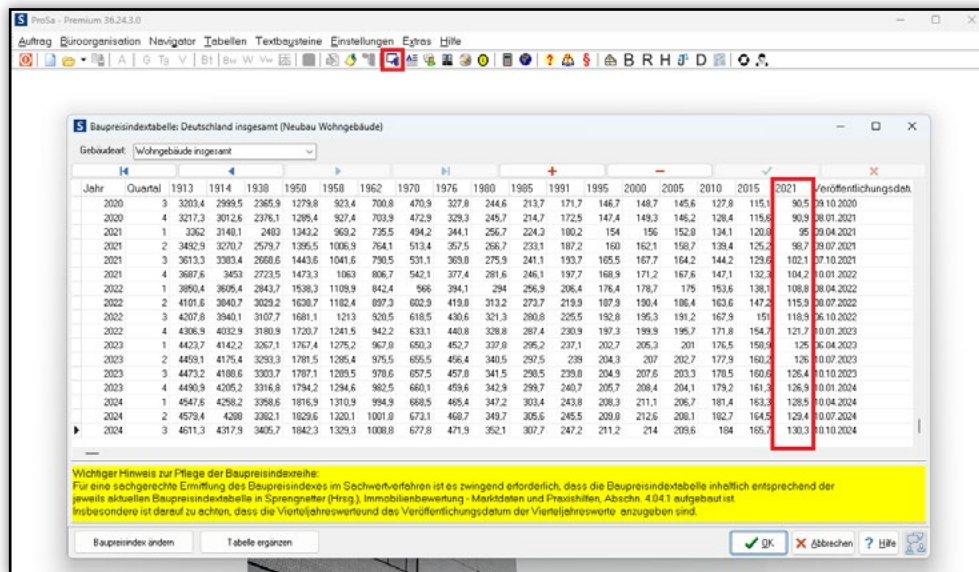 ProSa - Premium 36.24.3.0
Auftrag Büroorganisation Navigator Tabellen Textbausteine Einstellungen Extras Hilfe
A G Tg V Bt Bw W Vw B R H D
Baupreisindextabelle: Deutschland insgesamt (Neubau Wohngebäude)
Gebäudeart: Wohngebäude insgesamt
Jahr Quartal 1913 1914 1938 1950 1958 1962 1970 1976 1980 1985 1991 1995 2000 2005 2010 2015 2021 Veröffentlichungsdatu
2020 3 3203,4 2999,5 2365,9 1279,8 923,4 700,8 470,9 327,8 244,6 213,7 171,7 146,7 148,7 145,6 127,8 115,1 90,5 09.10.2020
2020 4 3217,3 3012,6 2376,1 1285,4 927,4 703,9 472,9 329,3 245,7 214,7 172,5 147,4 149,3 146,2 128,4 115,6 90,9 08.01.2021
2021 1 3362 3148,1 2483 1343,2 969,2 735,5 494,2 344,1 256,7 224,3 180,2 154 156 152,8 134,1 120,8 95 09.04.2021
2021 2 3492,9 3270,7 2579,7 1395,5 1006,9 764,1 513,4 357,5 266,7 233,1 187,2 160 162,1 158,7 139,4 125,2 98,7 09.07.2021
2021 3 3613,3 3383,4 2668,6 1443,6 1041,6 790,5 531,1 369,8 275,9 241,1 193,7 165,5 167,7 164,2 144,2 129,6 102,1 07.10.2021
2021 4 3687,6 3453 2723,5 1473,3 1063 806,7 542,1 377,4 281,6 246,1 197,7 168,9 171,2 167,6 147,1 132,3 104,2 10.01.2022
2022 1 3850,4 3605,4 2843,7 1538,3 1109,9 842,4 566 394,1 294 256,9 206,4 176,4 178,7 175 153,6 138,1 108,8 08.04.2022
2022 2 4101,6 3840,7 3029,2 1638,7 1182,4 897,3 602,9 419,8 313,2 273,7 219,9 187,9 190,4 186,4 163,6 147,2 115,9 08.07.2022
2022 3 4207,8 3940,1 3107,7 1681,1 1213 920,5 618,5 430,6 321,3 280,8 225,5 192,8 195,3 191,2 167,9 151 118,9 06.10.2022
2022 4 4306,9 4032,9 3180,9 1720,7 1241,5 942,2 633,1 440,8 328,8 287,4 230,9 197,3 199,9 195,7 171,8 154,7 121,7 10.01.2023
2023 1 4423,7 4142,2 3267,1 1767,4 1275,2 967,8 650,3 452,7 337,8 295,2 237,1 202,7 205,3 201 176,5 158,9 125 06.04.2023
2023 2 4459,1 4175,4 3293,3 1781,5 1285,4 975,5 655,5 456,4 340,5 297,5 239 204,3 207 202,7 177,9 160,2 126 10.07.2023
2023 3 4473,2 4188,6 3303,7 1787,1 1289,5 978,6 657,5 457,8 341,5 298,5 239,8 204,9 207,6 203,3 178,5 160,6 126,4 10.10.2023
2023 4 4490,9 4205,2 3316,8 1794,2 1294,6 982,5 660,1 459,6 342,9 299,7 240,7 205,7 208,4 204,1 179,2 161,3 126,9 10.01.2024
2024 1 4547,6 4258,2 3358,6 1816,9 1310,9 994,9 668,5 465,4 347,2 303,4 243,8 208,3 211,1 206,7 181,4 163,3 128,5 10.04.2024
2024 2 4579,4 4288 3382,1 1829,6 1320,1 1001,8 673,1 468,7 349,7 305,6 245,5 209,8 212,6 208,1 182,7 164,5 129,4 10.07.2024
2024 3 4611,3 4317,9 3405,7 1842,3 1329,3 1008,8 677,8 471,9 352,1 307,7 247,2 211,2 214 209,6 184 165,7 130,3 10.10.2024
Wichtiger Hinweis zur Pflege der Baupreisindexreihe:
Für eine sachgerechte Ermittlung des Baupreisindexes im Sachwertverfahren ist es zwingend erforderlich, dass die Baupreisindextabelle inhaltlich entsprechend der
jeweils aktuellen Baupreisindextabelle in Sprengnetter (Hrsg.), Immobilienbewertung - Marktdaten und Praxishilfen, Abschn. 4.04.1 aufgebaut ist.
Insbesondere ist darauf zu achten, dass die Vierteljahreswerteund das Veröffentlichungsdatum der Vierteljahreswerte anzugeben sind.
Baupreisindex ändern Tabelle ergänzen OK Abbrechen Hilfe